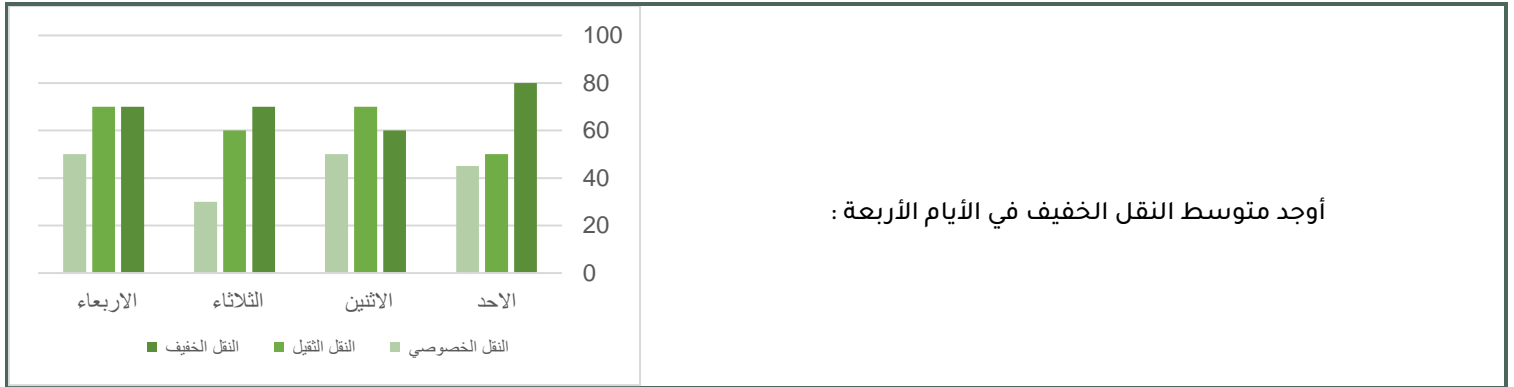 أوجد متوسط النقل الخفيف في الأيام الأربعة :
100
80
60
40
20
0
الاحد الاثنين الثلاثاء الاربعاء
النقل الخصوصي النقل الثقيل النقل الخفيف